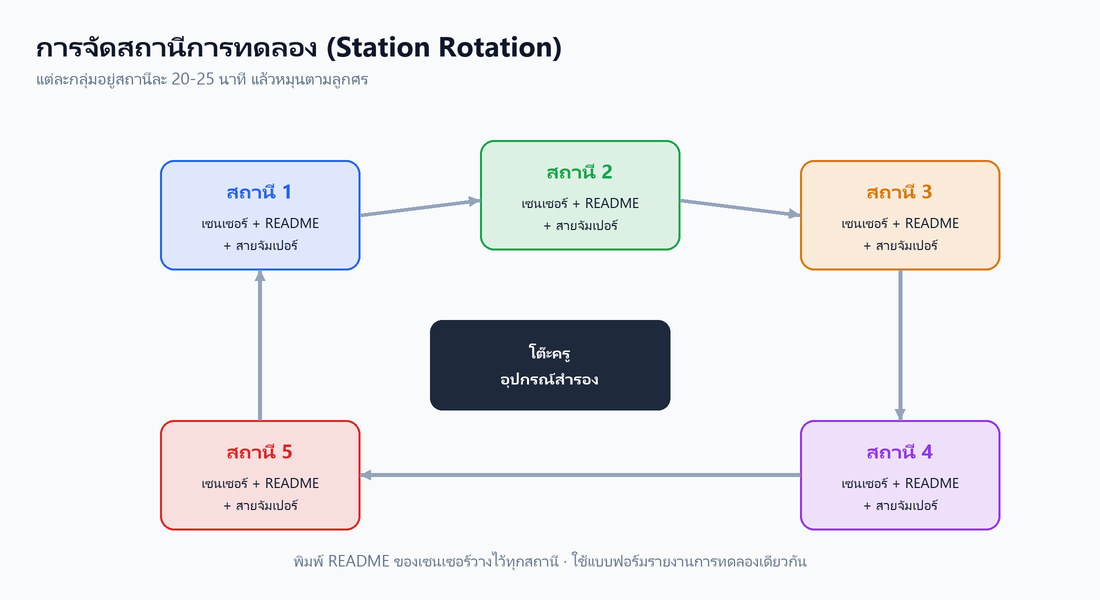 การจัดสถานีการทดลอง (Station Rotation)
แต่ละกลุ่มอยู่สถานีละ 20-25 นาที แล้วหมุนตามลูกศร
สถานี 1
เซนเซอร์ + README
+ สายจัมเปอร์
สถานี 2
เซนเซอร์ + README
+ สายจัมเปอร์
สถานี 3
เซนเซอร์ + README
+ สายจัมเปอร์
โต๊ะครู
อุปกรณ์สำรอง
สถานี 5
เซนเซอร์ + README
+ สายจัมเปอร์
สถานี 4
เซนเซอร์ + README
+ สายจัมเปอร์
พิมพ์ README ของเซนเซอร์วางไว้ทุกสถานี · ใช้แบบฟอร์มรายงานการทดลองเดียวกัน